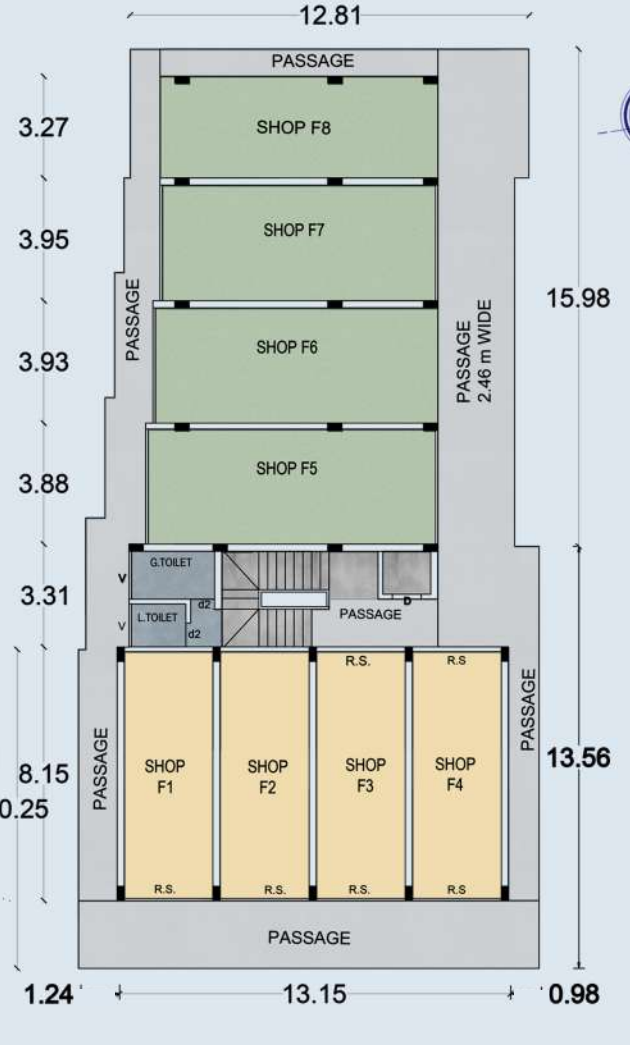 12.81
PASSAGE
3.27
SHOP F8
3.95
SHOP F7
PASSAGE
3.93
SHOP F6
PASSAGE
2.46 m WIDE
15.98
3.88
SHOP F5
3.31
G.TOILET
V
d2
D
L.TOILET
V
d2
PASSAGE
R.S.
R.S
PASSAGE
PASSAGE
8.15
0.25
SHOP
F1
SHOP
F2
SHOP
F3
SHOP
F4
13.56
R.S.
R.S.
R.S.
R.S
PASSAGE
1.24
13.15
0.98